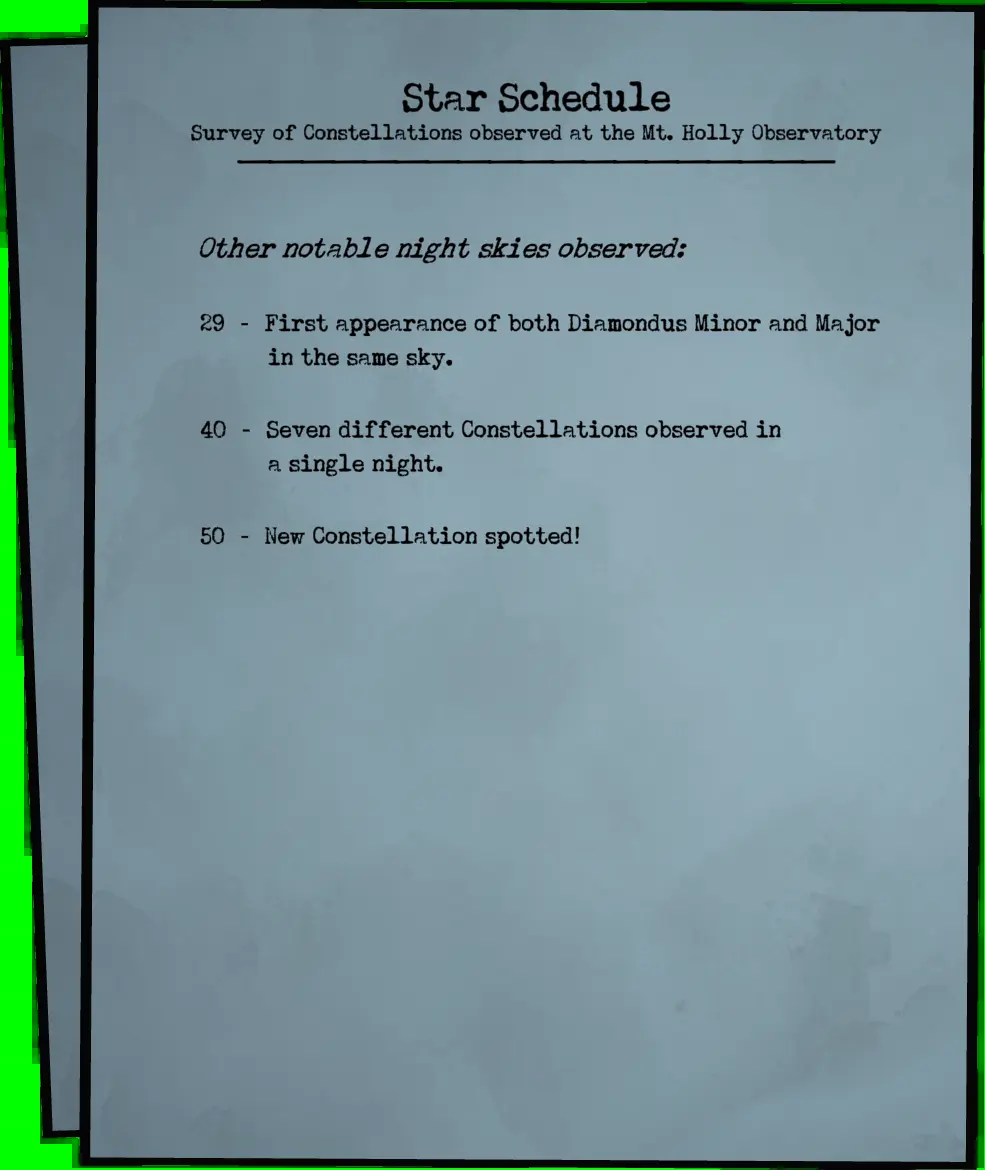 Star Schedule
Survey of Constellations observed at the Mt. Holly Observatory
Other notable night skies observed:
29 - First appearance of both Diamondus Minor and Major
in the same sky.
40 - Seven different Constellations observed in
a single night.
50 - New Constellation spotted!